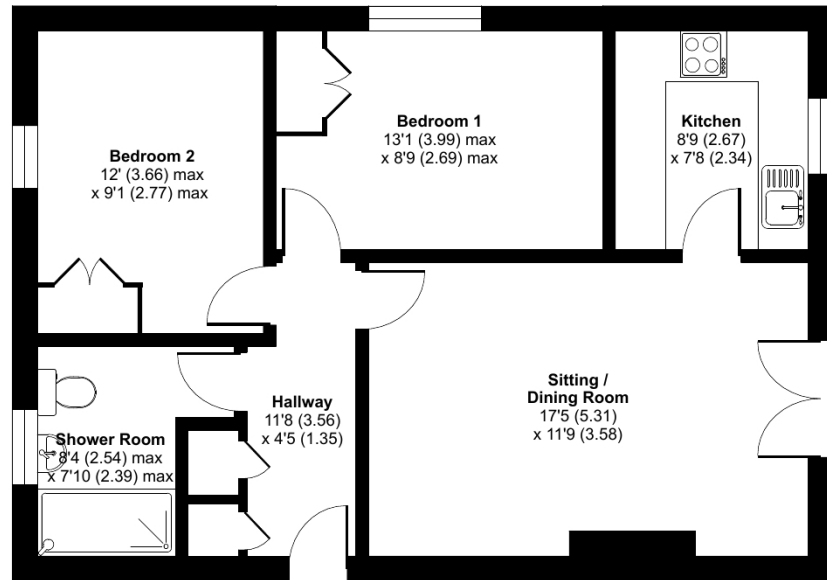 Bedroom 2
12' (3.66) max
x 9'1 (2.77) max
Bedroom 1
13'1 (3.99) max
x 8'9 (2.69) max
Kitchen
8'9 (2.67)
x 7'8 (2.34)
Hallway
11'8 (3.56)
x 4'5 (1.35)
Sitting /
Dining Room
17'5 (5.31)
x 11'9 (3.58)
Shower Room
8'4 (2.54) max
x 7'10 (2.39) max